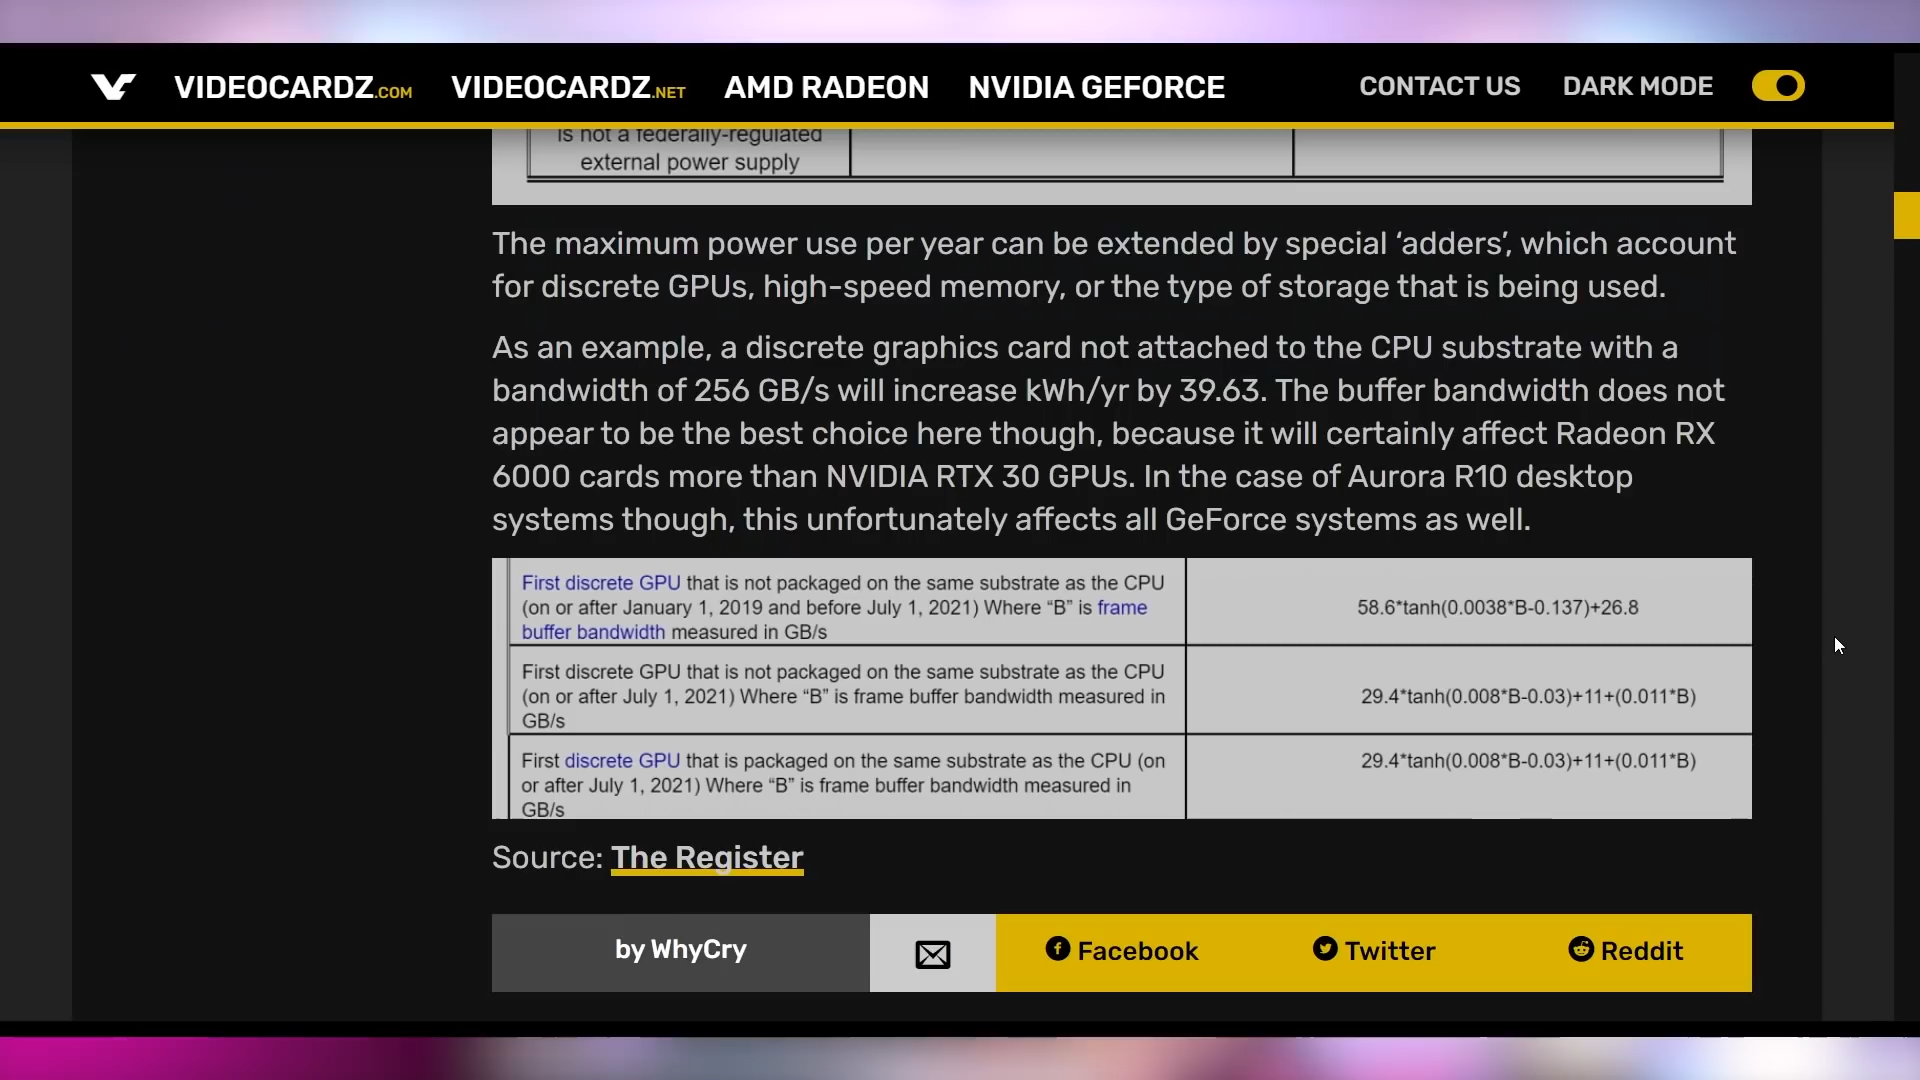 VIDEOCARDZ.COM VIDEOCARDZ.NET AMD RADEON NVIDIA GEFORCE CONTACT US DARK MODE
is not a federally-regulated
external power supply
The maximum power use per year can be extended by special ‘adders’, which account
for discrete GPUs, high-speed memory, or the type of storage that is being used.
As an example, a discrete graphics card not attached to the CPU substrate with a
bandwidth of 256 GB/s will increase kWh/yr by 39.63. The buffer bandwidth does not
appear to be the best choice here though, because it will certainly affect Radeon RX
6000 cards more than NVIDIA RTX 30 GPUs. In the case of Aurora R10 desktop
systems though, this unfortunately affects all GeForce systems as well.
First discrete GPU that is not packaged on the same substrate as the CPU
(on or after January 1, 2019 and before July 1, 2021) Where “B” is frame
buffer bandwidth measured in GB/s
58.6*tanh(0.0038*B-0.137)+26.8
First discrete GPU that is not packaged on the same substrate as the CPU
(on or after July 1, 2021) Where “B” is frame buffer bandwidth measured in
GB/s
29.4*tanh(0.008*B-0.03)+11+(0.011*B)
First discrete GPU that is packaged on the same substrate as the CPU (on
or after July 1, 2021) Where “B” is frame buffer bandwidth measured in
GB/s
29.4*tanh(0.008*B-0.03)+11+(0.011*B)
Source: The Register
by WhyCry Facebook Twitter Reddit